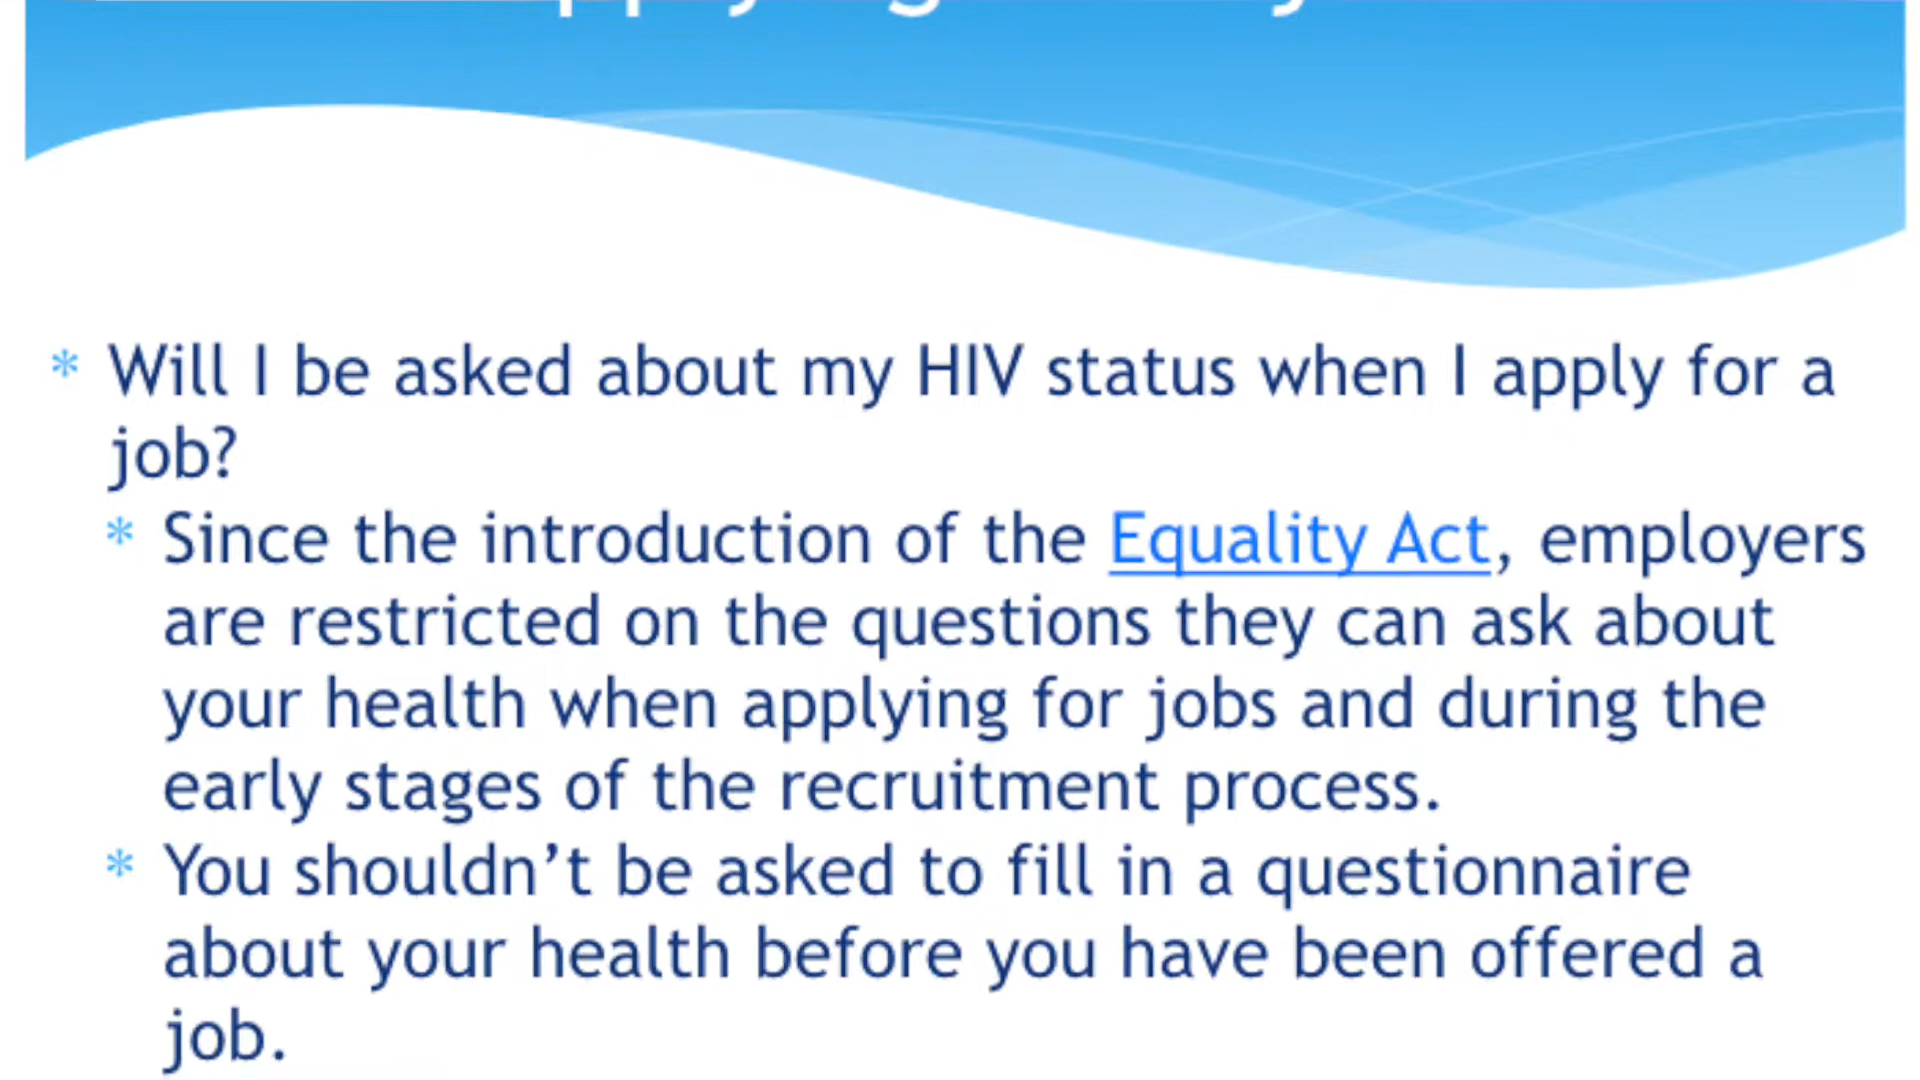 * Will I be asked about my HIV status when I apply for a
job?
* Since the introduction of the Equality Act, employers
are restricted on the questions they can ask about
your health when applying for jobs and during the
early stages of the recruitment process.
* You shouldn’t be asked to fill in a questionnaire
about your health before you have been offered a
job.